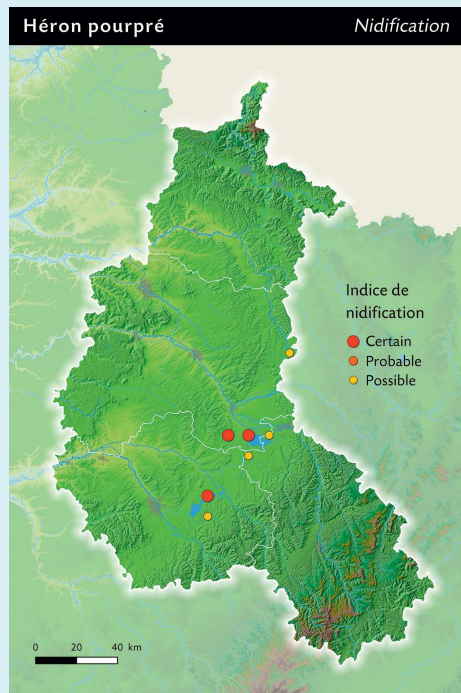 Héron pourpré
Nidification
Indice de
nidification
Certain
Probable
Possible
0 20 40 km